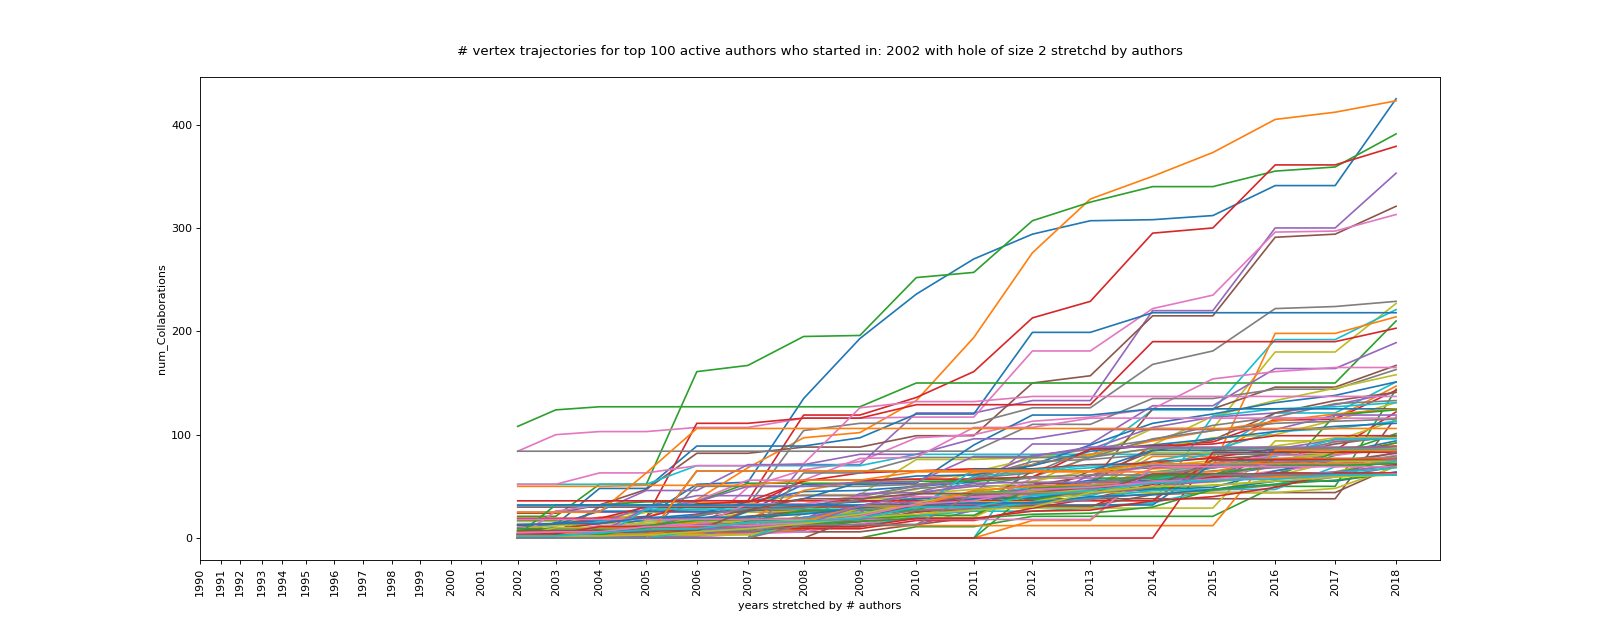 # vertex trajectories for top 100 active authors who started in: 2002 with hole of size 2 stretchd by authors
num_Collaborations
400
300
200
100
0
1990 1991 1992 1993 1994 1995 1996 1997 1998 1999 2000 2001 2002 2003 2004 2005 2006 2007 2008 2009 2010 2011 2012 2013 2014 2015 2016 2017 2018
years stretched by # authors